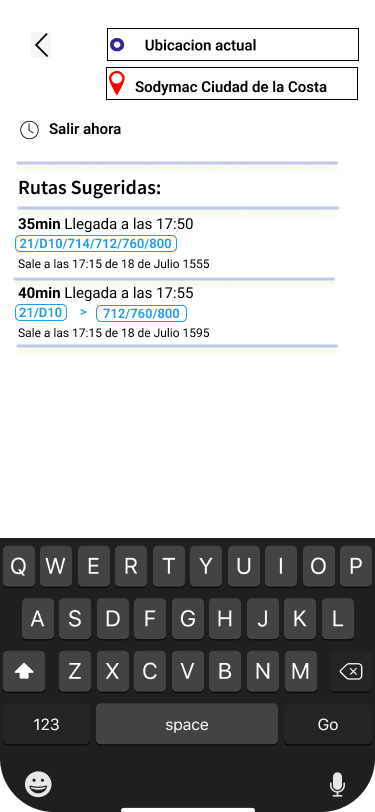 Ubicacion actual
Sodymac Ciudad de la Costa
Salir ahora
Rutas Sugeridas:
35min Llegada a las 17:50
21/D10/714/712/760/800
Sale a las 17:15 de 18 de Julio 1555
40min Llegada a las 17:55
21/D10 > 712/760/800
Sale a las 17:15 de 18 de Julio 1595
Q W E R T Y U I O P
A S D F G H J K L
Z X C V B N M
123 space Go